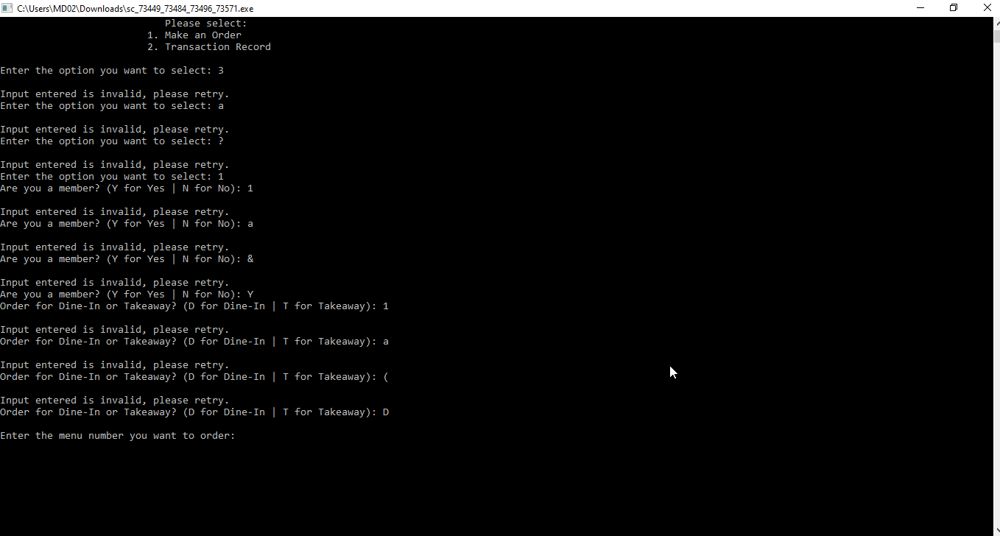 C:\Users\MD02\Downloads\sc_73449_73484_73496_73571.exe
Please select:
1. Make an Order
2. Transaction Record
Enter the option you want to select: 3
Input entered is invalid, please retry.
Enter the option you want to select: a
Input entered is invalid, please retry.
Enter the option you want to select: ?
Input entered is invalid, please retry.
Enter the option you want to select: 1
Are you a member? (Y for Yes | N for No): 1
Input entered is invalid, please retry.
Are you a member? (Y for Yes | N for No): a
Input entered is invalid, please retry.
Are you a member? (Y for Yes | N for No): &
Input entered is invalid, please retry.
Are you a member? (Y for Yes | N for No): Y
Order for Dine-In or Takeaway? (D for Dine-In | T for Takeaway): 1
Input entered is invalid, please retry.
Order for Dine-In or Takeaway? (D for Dine-In | T for Takeaway): a
Input entered is invalid, please retry.
Order for Dine-In or Takeaway? (D for Dine-In | T for Takeaway): (
Input entered is invalid, please retry.
Order for Dine-In or Takeaway? (D for Dine-In | T for Takeaway): D
Enter the menu number you want to order: